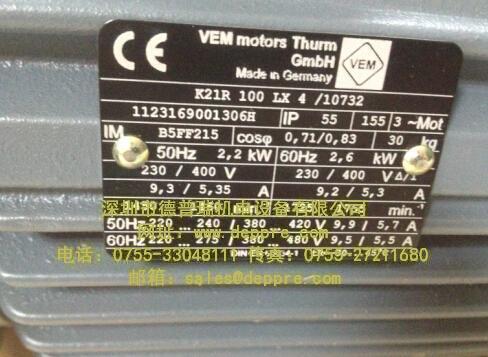 CE VEM motors Thurm
GmbH
Made in Germany
VEM
K21R 100 LX 4 /10732
1123169001306H IP 55 155 3 ~Mot
IM B5FF215 cosφ 0,71/0,83 30 kg
50Hz 2,2 kW 60Hz 2,6 kW
230 / 400 V 230 / 400 V Δ/
9,3 / 5,35 A 9,2 / 5,3 A
min.⁻¹
深圳市德普瑞机电设备有限公司
50Hz 220 ... 240 / 380 ... 420 V 9,9 / 5,7 A
60Hz 220 ... 275 / 380 ... 480 V 9,5 / 5,5 A
电话：0755-33048111 传真：0755-27211680
邮箱：sales@deppre.com